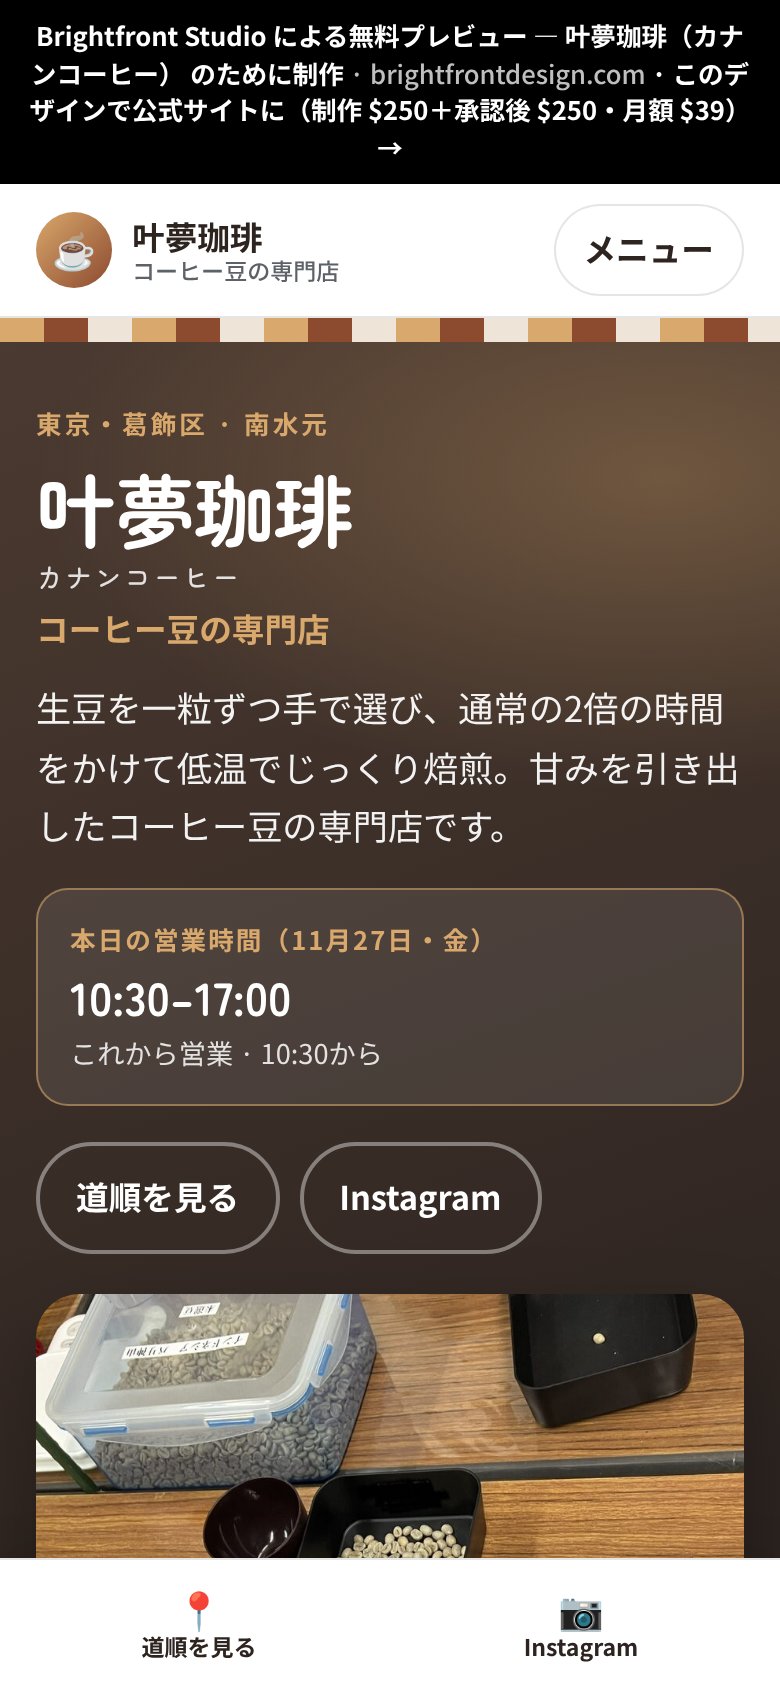 Brightfront Studio による無料プレビュー — 叶夢珈琲（カナ
ンコーヒー） のために制作 · brightfrontdesign.com · このデ
ザインで公式サイトに（制作 $250＋承認後 $250・月額 $39）
→
叶夢珈琲
コーヒー豆の専門店
メニュー
東京・葛飾区 · 南水元
叶夢珈琲
カナンコーヒー
コーヒー豆の専門店
生豆を一粒ずつ手で選び、通常の2倍の時間
をかけて低温でじっくり焙煎。甘みを引き出
したコーヒー豆の専門店です。
本日の営業時間（11月27日・金）
10:30–17:00
これから営業 · 10:30から
道順を見る
Instagram
インドネシア バリ神山
道順を見る
Instagram